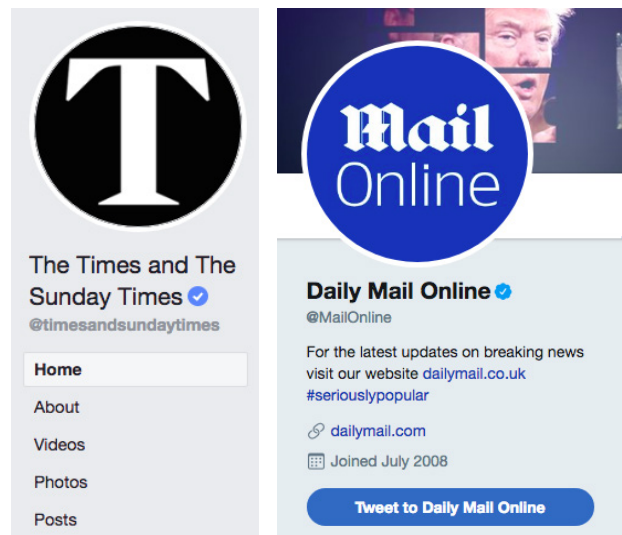 T
The Times and The
Sunday Times
@timesandsundaytimes
Home
About
Videos
Photos
Posts
Mail
Online
Daily Mail Online
@MailOnline
For the latest updates on breaking news
visit our website dailymail.co.uk
#seriouslypopular
dailymail.com
Joined July 2008
Tweet to Daily Mail Online